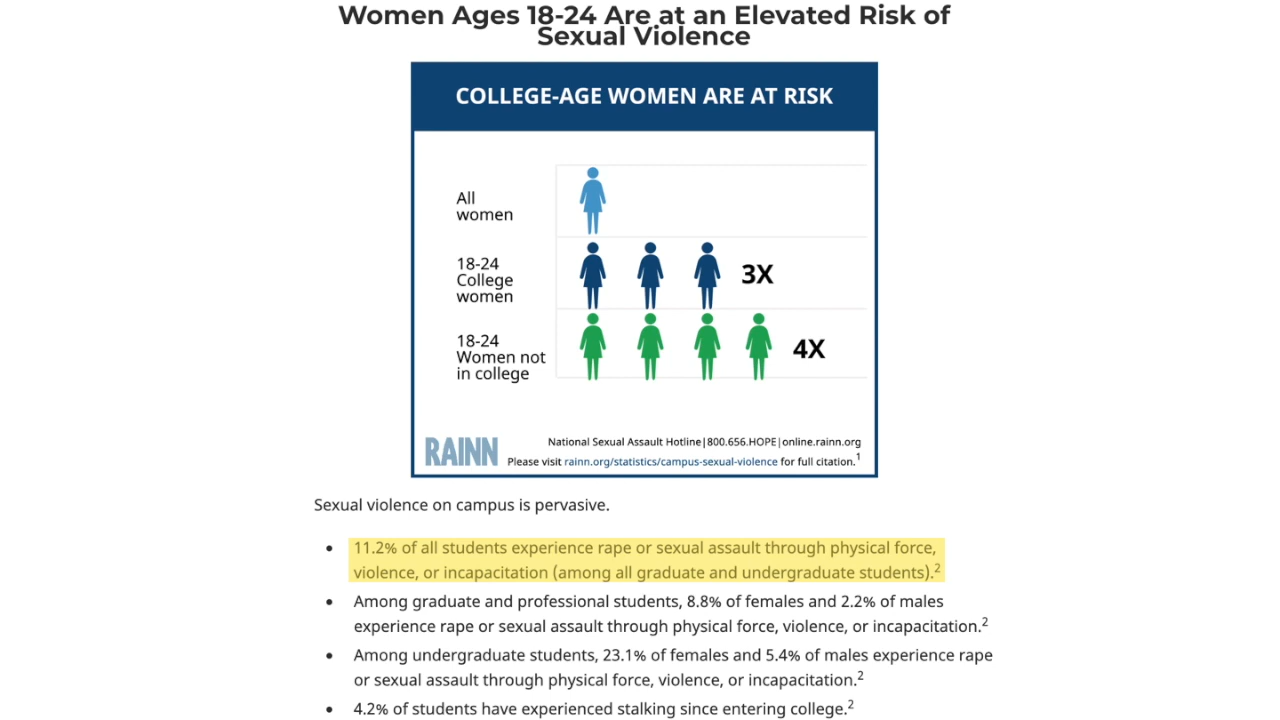 Women Ages 18-24 Are at an Elevated Risk of
Sexual Violence
COLLEGE-AGE WOMEN ARE AT RISK
All
women
18-24
College
women
3X
18-24
Women not
in college
4X
RAINN
National Sexual Assault Hotline|800.656.HOPE|online.rainn.org
Please visit rainn.org/statistics/campus-sexual-violence for full citation.1
Sexual violence on campus is pervasive.
• 11.2% of all students experience rape or sexual assault through physical force,
violence, or incapacitation (among all graduate and undergraduate students).2
• Among graduate and professional students, 8.8% of females and 2.2% of males
experience rape or sexual assault through physical force, violence, or incapacitation.2
• Among undergraduate students, 23.1% of females and 5.4% of males experience rape
or sexual assault through physical force, violence, or incapacitation.2
• 4.2% of students have experienced stalking since entering college.2